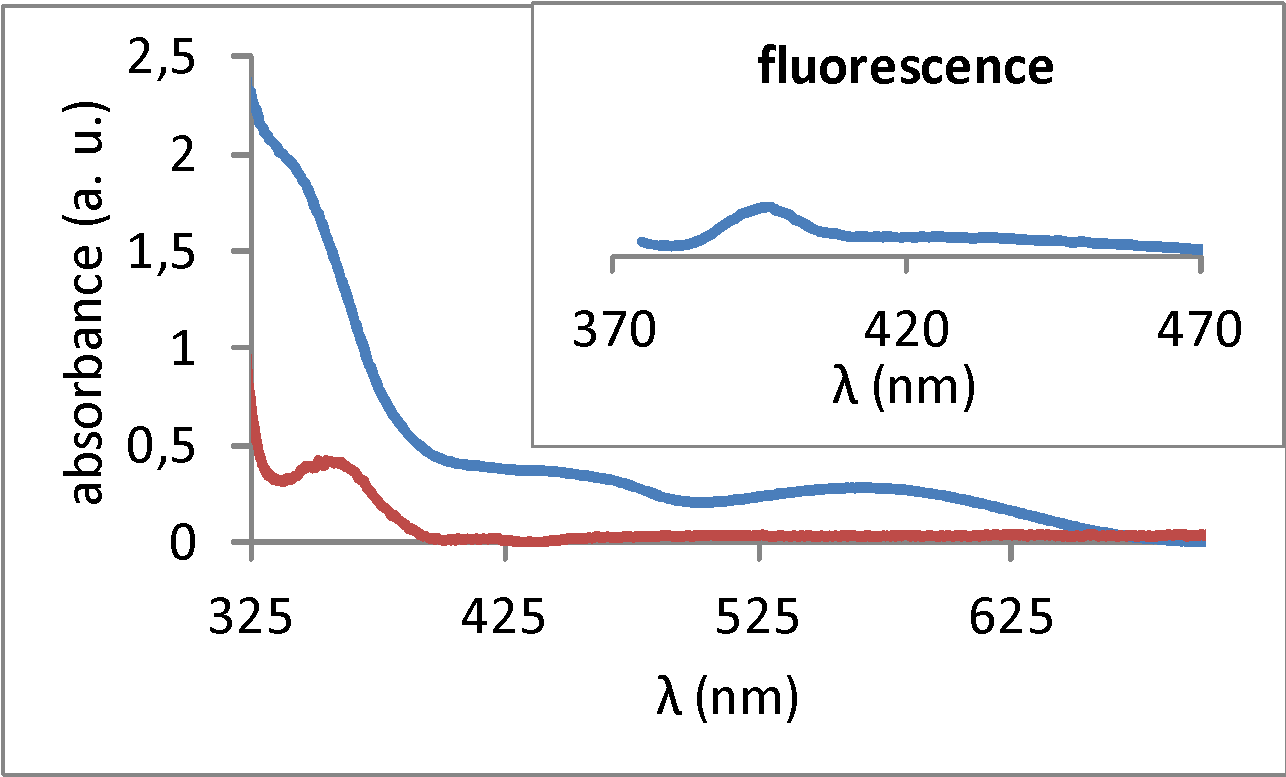 fluorescence
370 420 470
λ (nm)
absorbance (a. u.)
2,5
2
1,5
1
0,5
0
325 425 525 625
λ (nm)